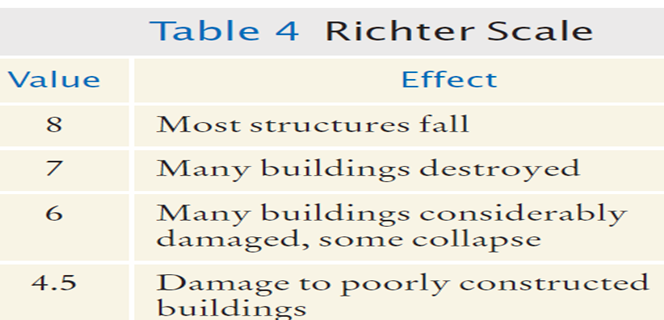 Table 4 Richter Scale
Value Effect
8 Most structures fall
7 Many buildings destroyed
6 Many buildings considerably
damaged, some collapse
4.5 Damage to poorly constructed
buildings